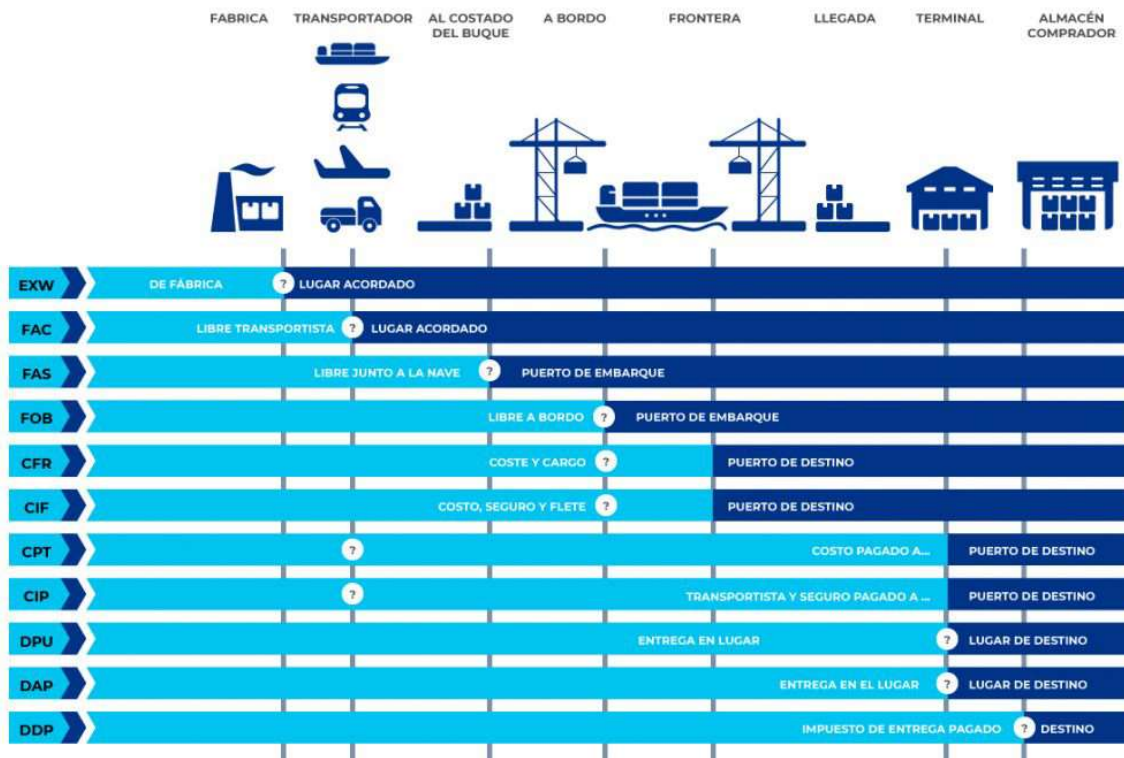 FABRICA
TRANSPORTADOR
AL COSTADO
DEL BUQUE
A BORDO
FRONTERA
LLEGADA
TERMINAL
ALMACÉN
COMPRADOR
EXW DE FÁBRICA ? LUGAR ACORDADO
FAC LIBRE TRANSPORTISTA ? LUGAR ACORDADO
FAS LIBRE JUNTO A LA NAVE ? PUERTO DE EMBARQUE
FOB LIBRE A BORDO ? PUERTO DE EMBARQUE
CFR COSTE Y CARGO ? PUERTO DE DESTINO
CIF COSTO, SEGURO Y FLETE ? PUERTO DE DESTINO
CPT ? COSTO PAGADO A... PUERTO DE DESTINO
CIP ? TRANSPORTISTA Y SEGURO PAGADO A ... PUERTO DE DESTINO
DPU ENTREGA EN LUGAR ? LUGAR DE DESTINO
DAP ENTREGA EN EL LUGAR ? LUGAR DE DESTINO
DDP IMPUESTO DE ENTREGA PAGADO ? DESTINO